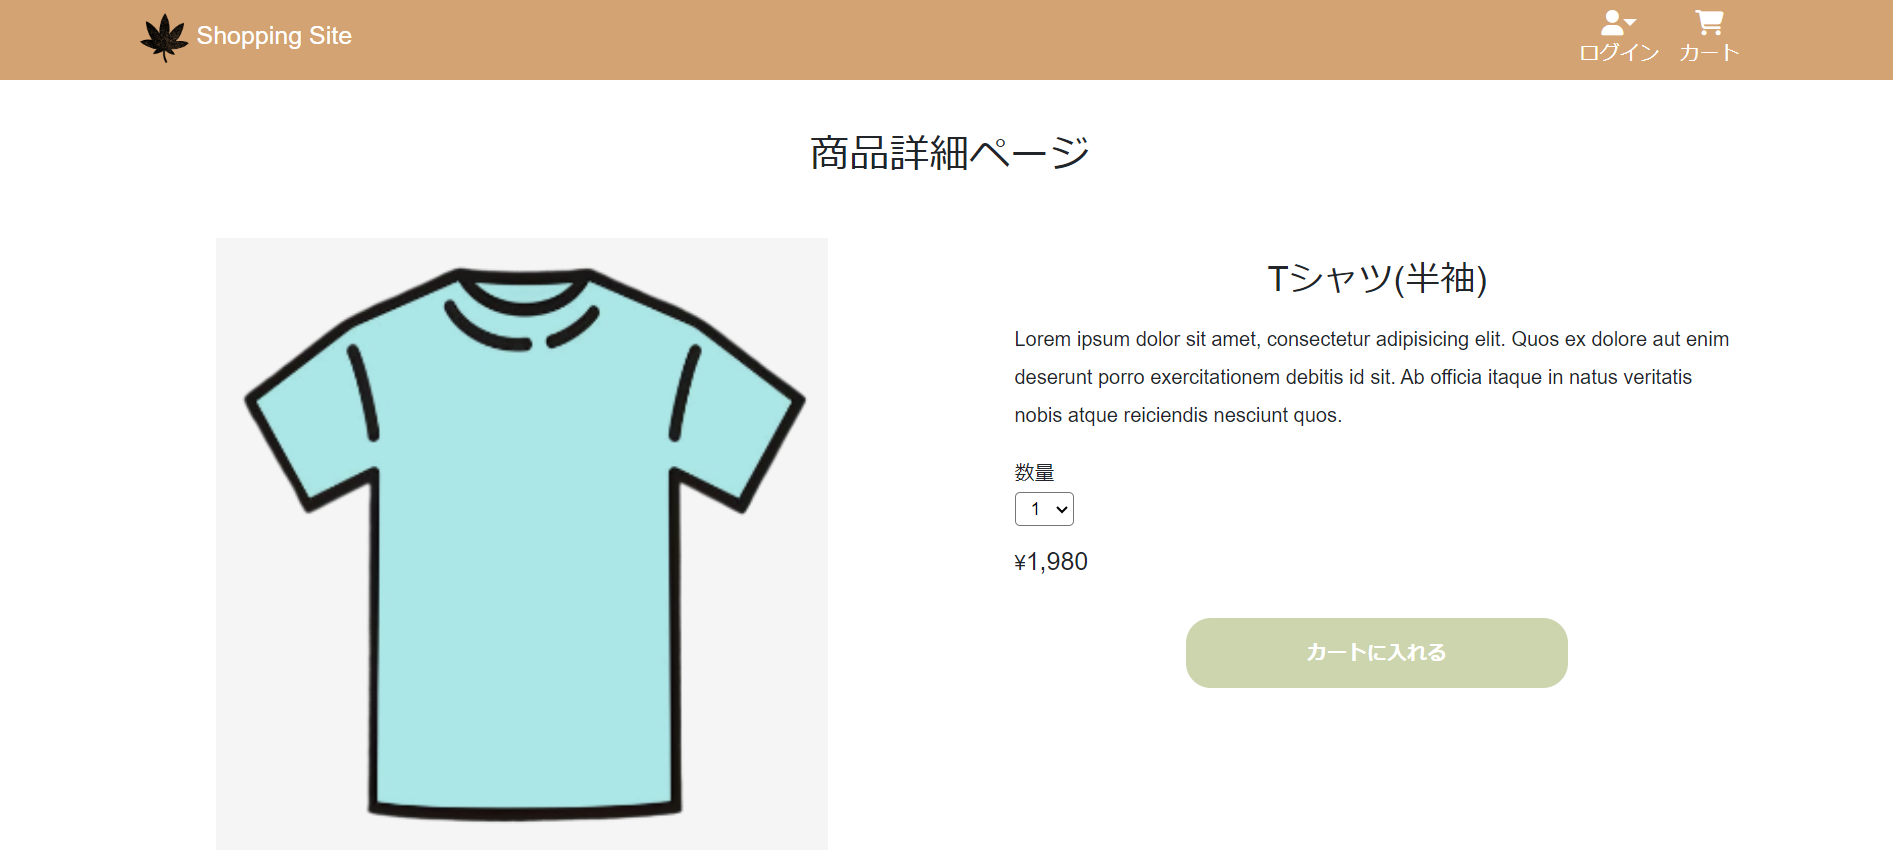 Shopping Site
ログイン
カート
商品詳細ページ
Tシャツ(半袖)
Lorem ipsum dolor sit amet, consectetur adipisicing elit. Quos ex dolore aut enim
deserunt porro exercitationem debitis id sit. Ab officia itaque in natus veritatis
nobis atque reiciendis nesciunt quos.
数量
1
¥1,980
カートに入れる